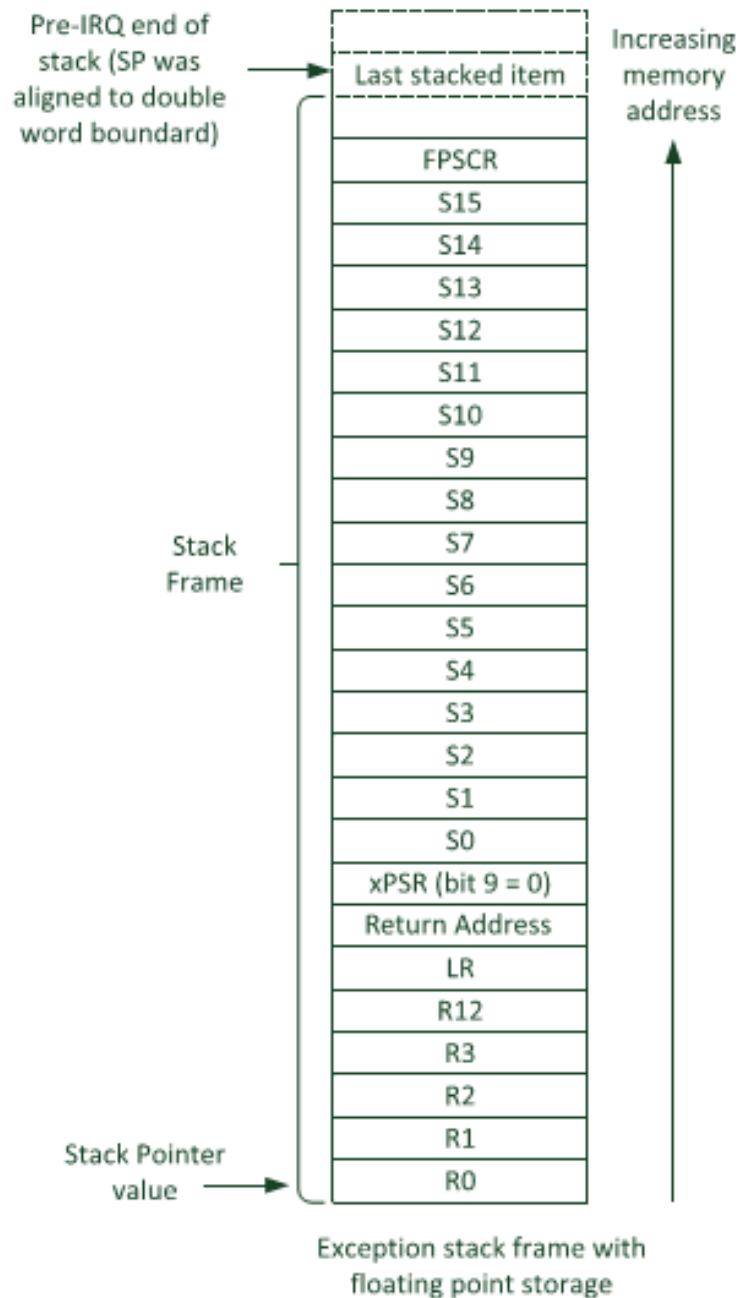 Pre-IRQ end of
stack (SP was
aligned to double
word boundard)
Increasing
memory
address
Last stacked item
FPSCR
S15
S14
S13
S12
S11
S10
S9
S8
S7
S6
S5
S4
S3
S2
S1
S0
xPSR (bit 9 = 0)
Return Address
LR
R12
R3
R2
R1
R0
Stack
Frame
Stack Pointer
value
Exception stack frame with
floating point storage